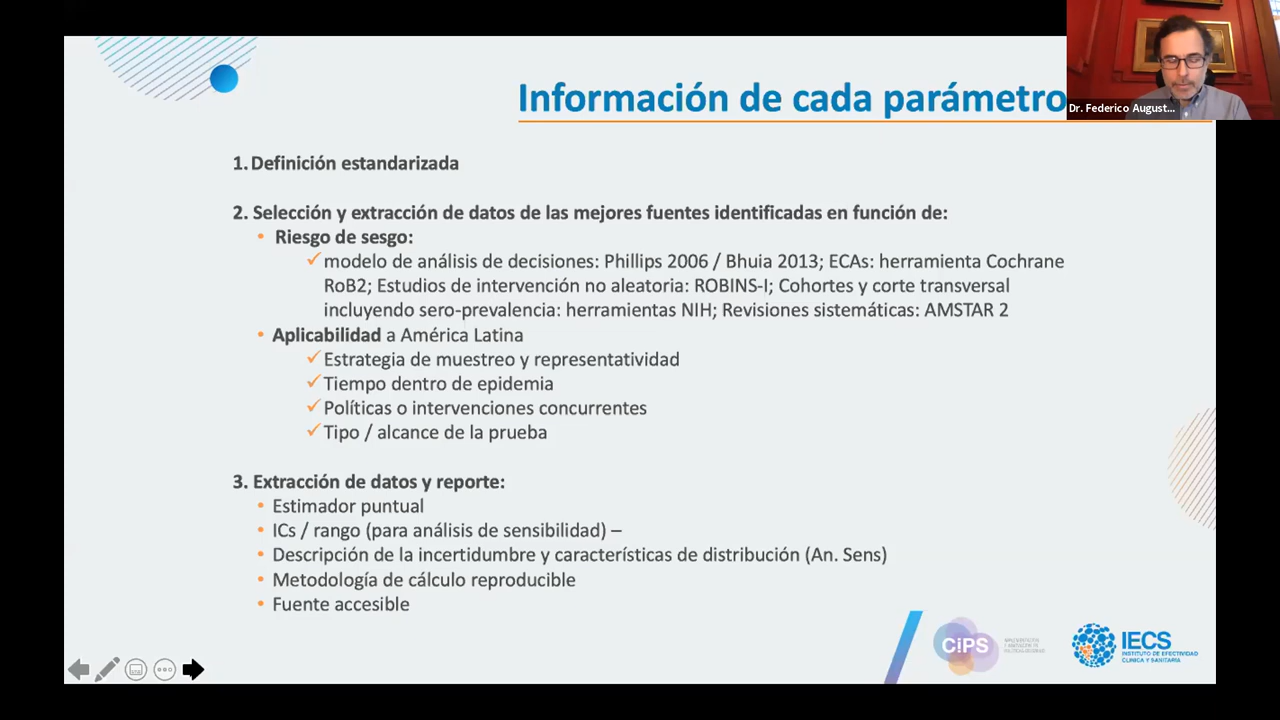 Información de cada parámetro
Dr. Federico August...
1. Definición estandarizada
2. Selección y extracción de datos de las mejores fuentes identificadas en función de:
• Riesgo de sesgo:
✓modelo de análisis de decisiones: Phillips 2006 / Bhuia 2013; ECAs: herramienta Cochrane
RoB2; Estudios de intervención no aleatoria: ROBINS-I; Cohortes y corte transversal
incluyendo sero-prevalencia: herramientas NIH; Revisiones sistemáticas: AMSTAR 2
• Aplicabilidad a América Latina
✓Estrategia de muestreo y representatividad
✓Tiempo dentro de epidemia
✓Políticas o intervenciones concurrentes
✓Tipo / alcance de la prueba
3. Extracción de datos y reporte:
• Estimador puntual
• ICs / rango (para análisis de sensibilidad) –
• Descripción de la incertidumbre y características de distribución (An. Sens)
• Metodología de cálculo reproducible
• Fuente accesible
CiPS
IECS
INSTITUTO DE EFECTIVIDAD
CLINICA Y SANITARIA